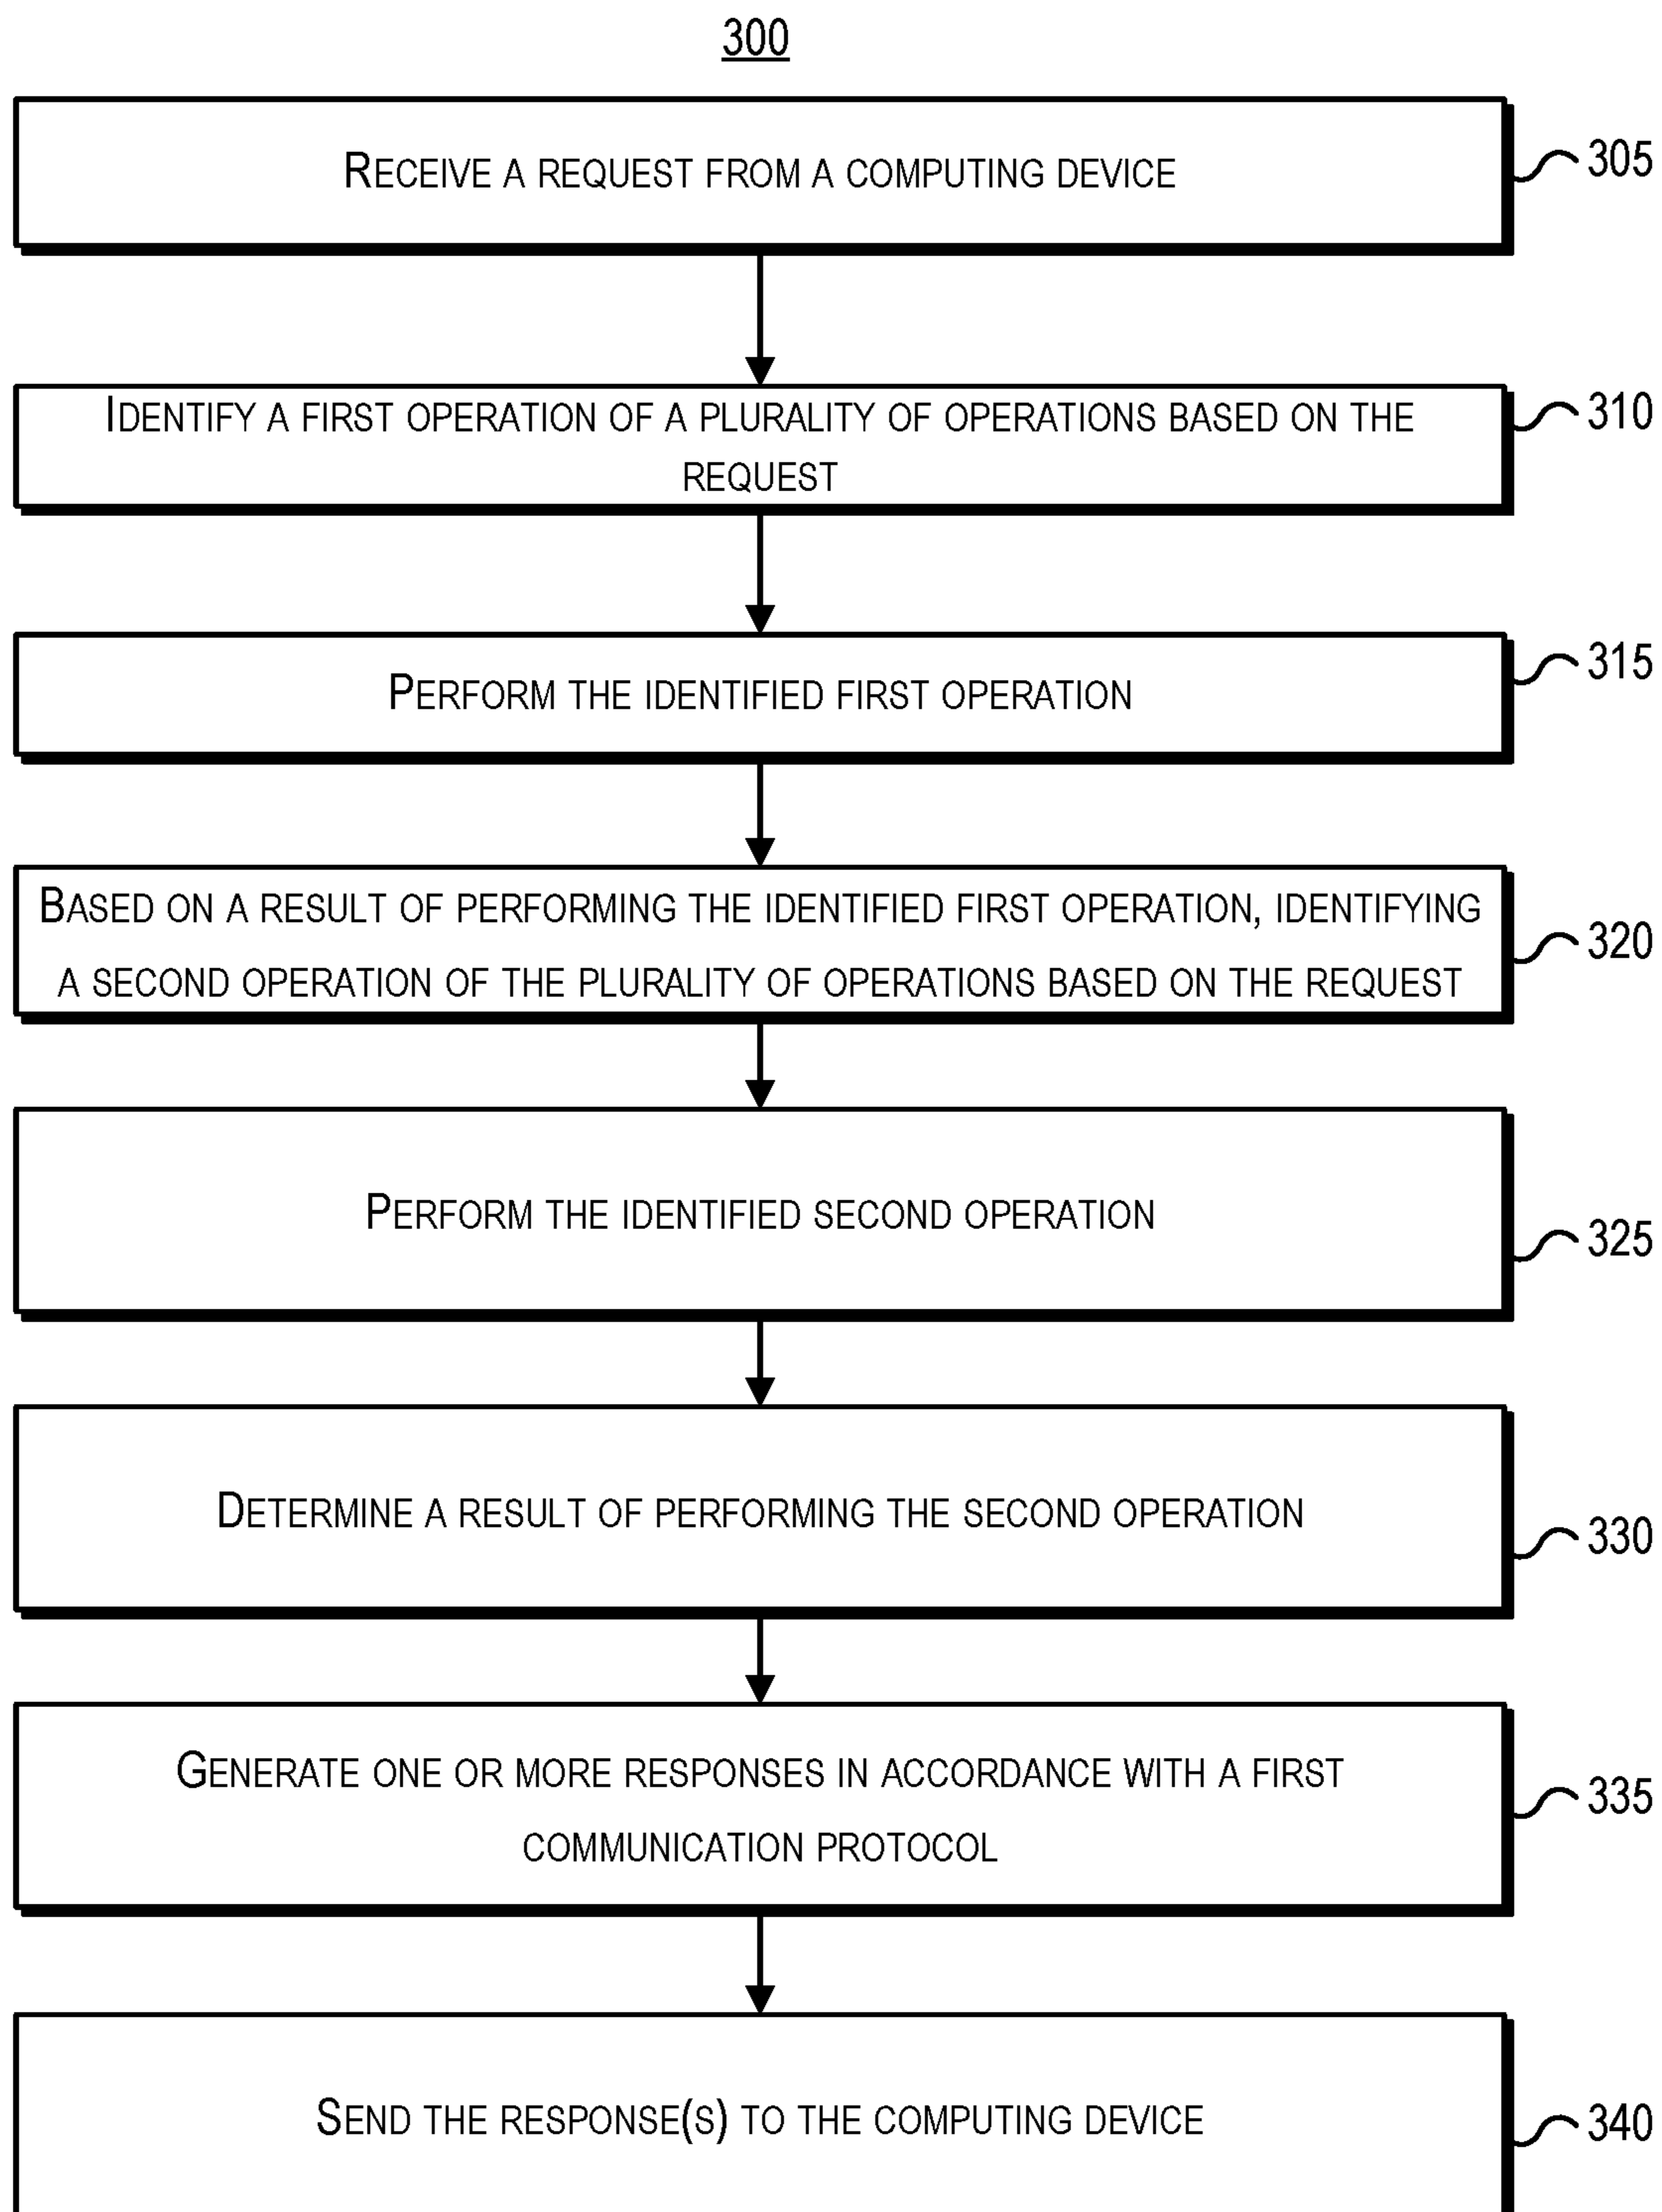 300
RECEIVE A REQUEST FROM A COMPUTING DEVICE
305
IDENTIFY A FIRST OPERATION OF A PLURALITY OF OPERATIONS BASED ON THE
REQUEST
310
PERFORM THE IDENTIFIED FIRST OPERATION
315
BASED ON A RESULT OF PERFORMING THE IDENTIFIED FIRST OPERATION, IDENTIFYING
A SECOND OPERATION OF THE PLURALITY OF OPERATIONS BASED ON THE REQUEST
320
PERFORM THE IDENTIFIED SECOND OPERATION
325
DETERMINE A RESULT OF PERFORMING THE SECOND OPERATION
330
GENERATE ONE OR MORE RESPONSES IN ACCORDANCE WITH A FIRST
COMMUNICATION PROTOCOL
335
SEND THE RESPONSE(S) TO THE COMPUTING DEVICE
340